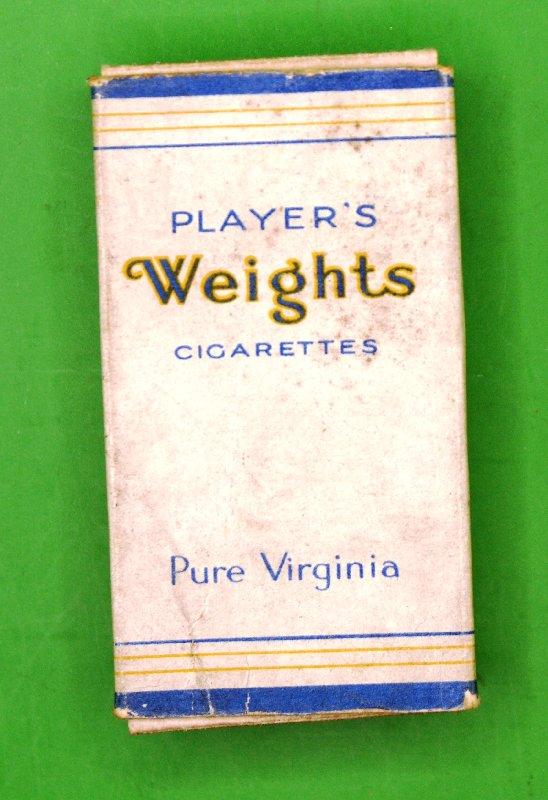 PLAYER'S
Weights
CIGARETTES
Pure Virginia